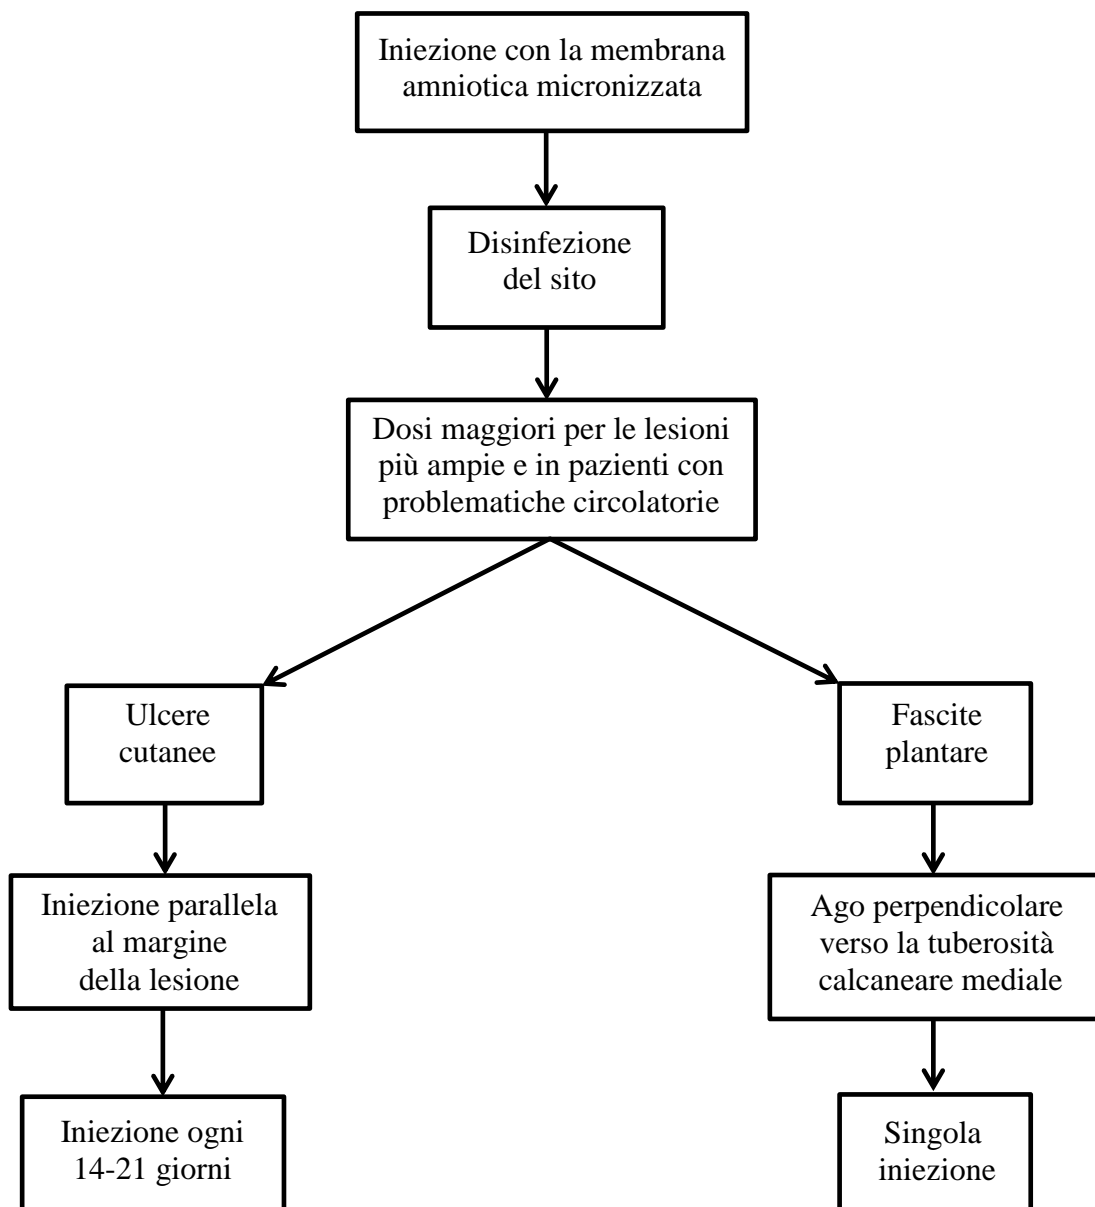 Iniezione con la membrana
amniotica micronizzata
Disinfezione
del sito
Dosi maggiori per le lesioni
più ampie e in pazienti con
problematiche circolatorie
Ulcere
cutanee
Fascite
plantare
Iniezione parallela
al margine
della lesione
Ago perpendicolare
verso la tuberosità
calcaneare mediale
Iniezione ogni
14-21 giorni
Singola
iniezione